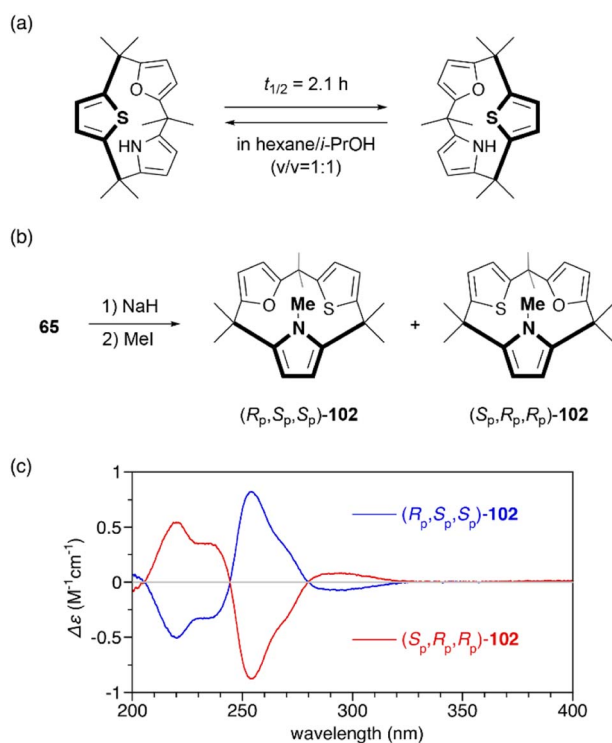 (a)
O
S
HN
t1/2 = 2.1 h
in hexane/i-PrOH
(v/v=1:1)
O
S
NH
(b)
65
1) NaH
2) MeI
O
S
Me
N
(Rp,Sp,Sp)-102
+
S
O
Me
N
(Sp,Rp,Rp)-102
(c)
Δε (M⁻¹cm⁻¹)
1
0.5
0
-0.5
-1
(Rp,Sp,Sp)-102
(Sp,Rp,Rp)-102
200
250
300
350
400
wavelength (nm)